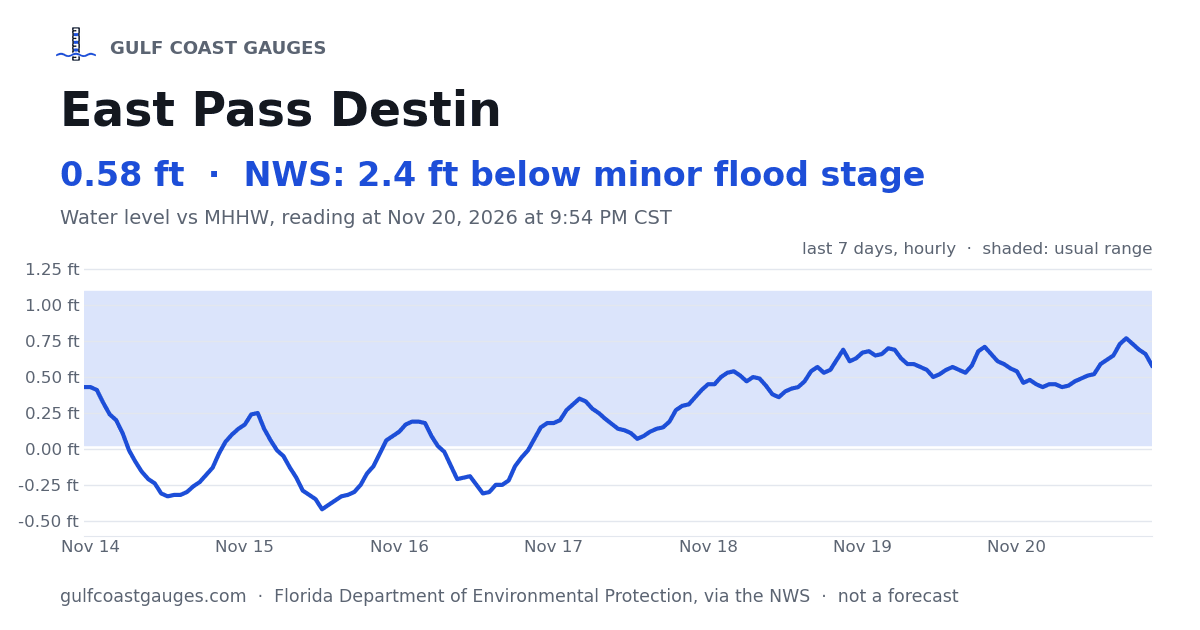 GULF COAST GAUGES
East Pass Destin
0.58 ft · NWS: 2.4 ft below minor flood stage
Water level vs MHHW, reading at Nov 20, 2026 at 9:54 PM CST
last 7 days, hourly · shaded: usual range
1.25 ft
1.00 ft
0.75 ft
0.50 ft
0.25 ft
0.00 ft
-0.25 ft
-0.50 ft
Nov 14 Nov 15 Nov 16 Nov 17 Nov 18 Nov 19 Nov 20
gulfcoastgauges.com · Florida Department of Environmental Protection, via the NWS · not a forecast